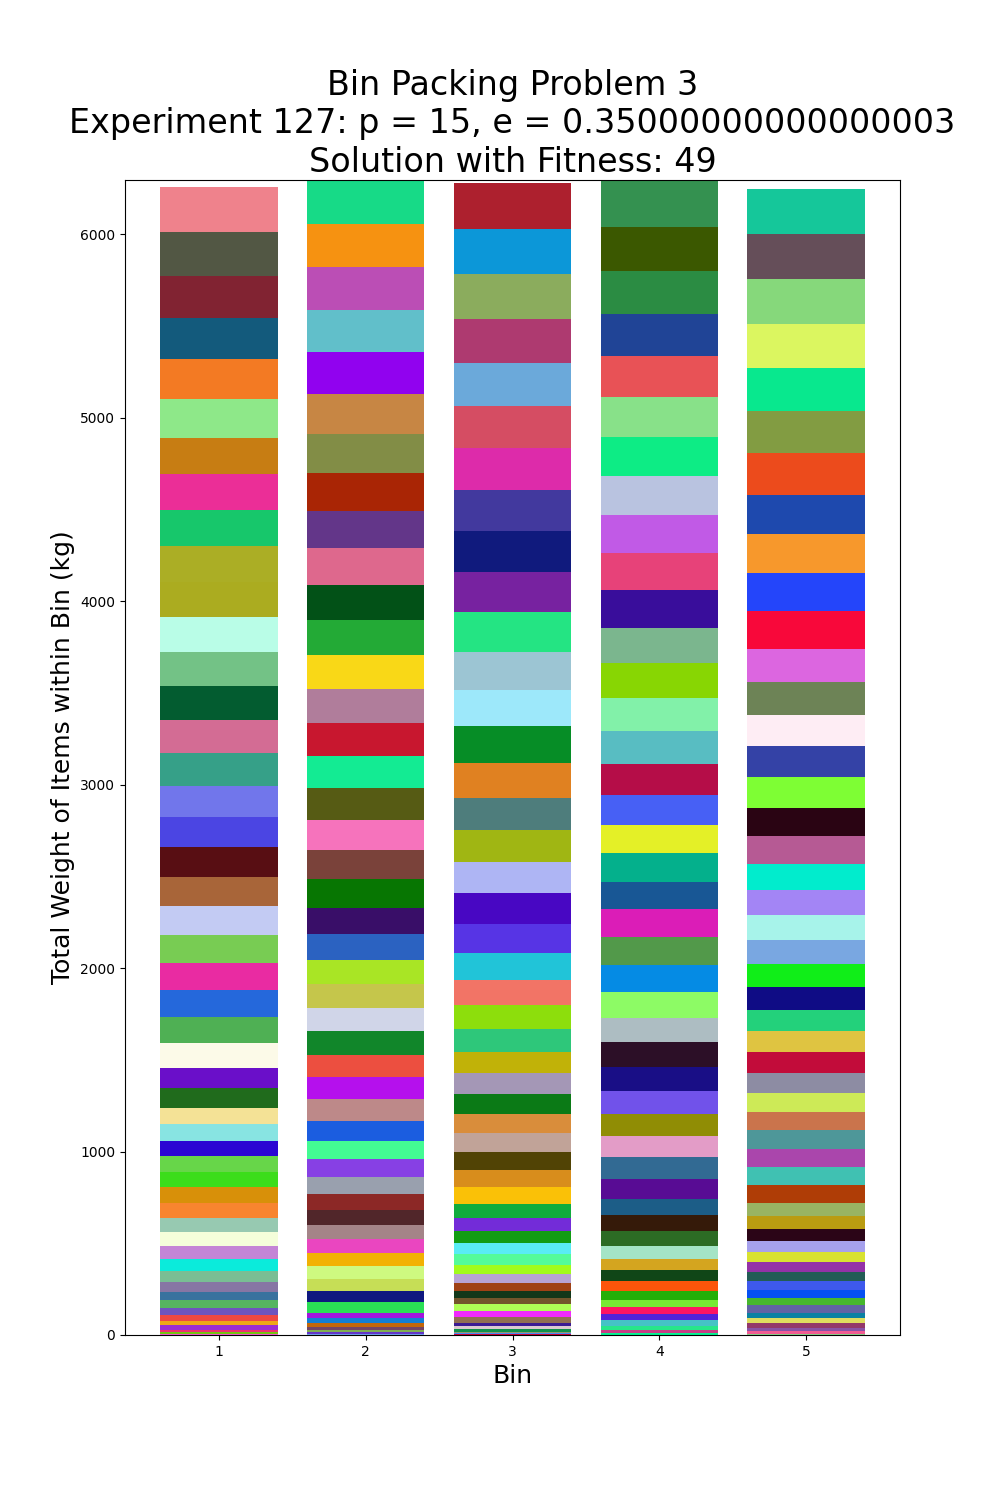 Bin Packing Problem 3
Experiment 127: p = 15, e = 0.35000000000000003
Solution with Fitness: 49
Total Weight of Items within Bin (kg)
6000
5000
4000
3000
2000
1000
0
1 2 3 4 5
Bin